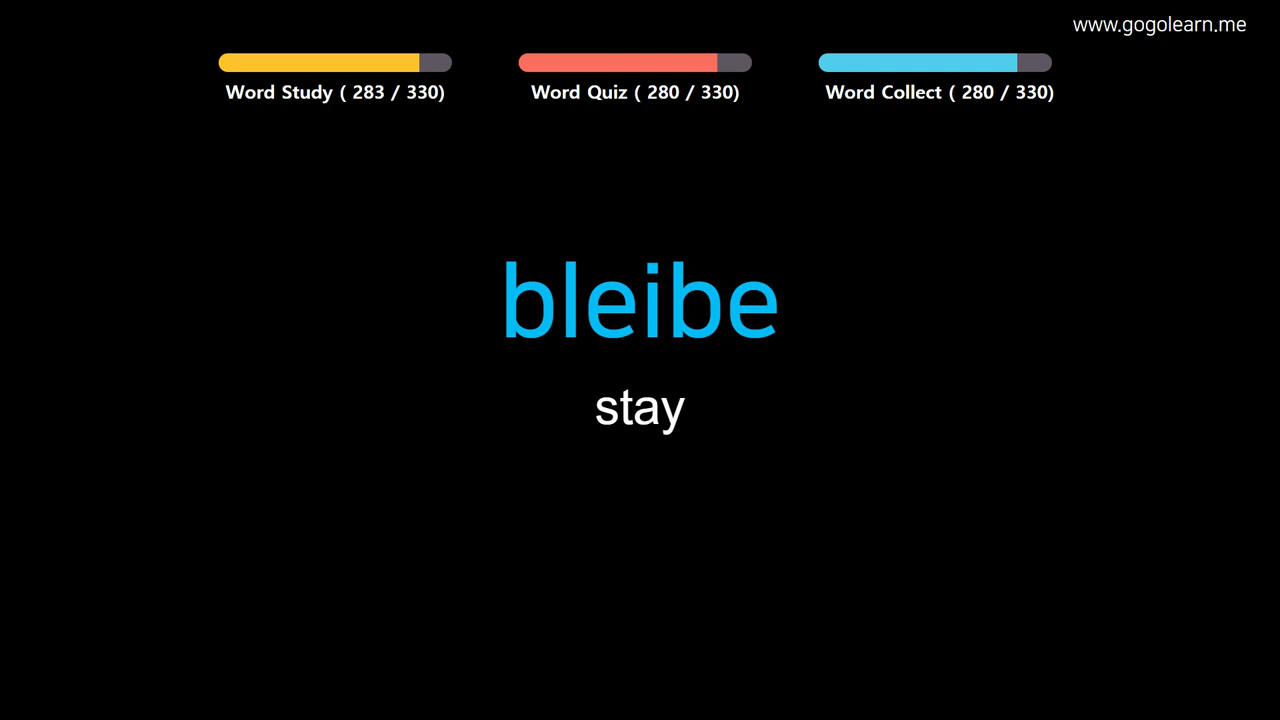 www.gogolearn.me
Word Study ( 283 / 330)
Word Quiz ( 280 / 330)
Word Collect ( 280 / 330)
bleibe
stay